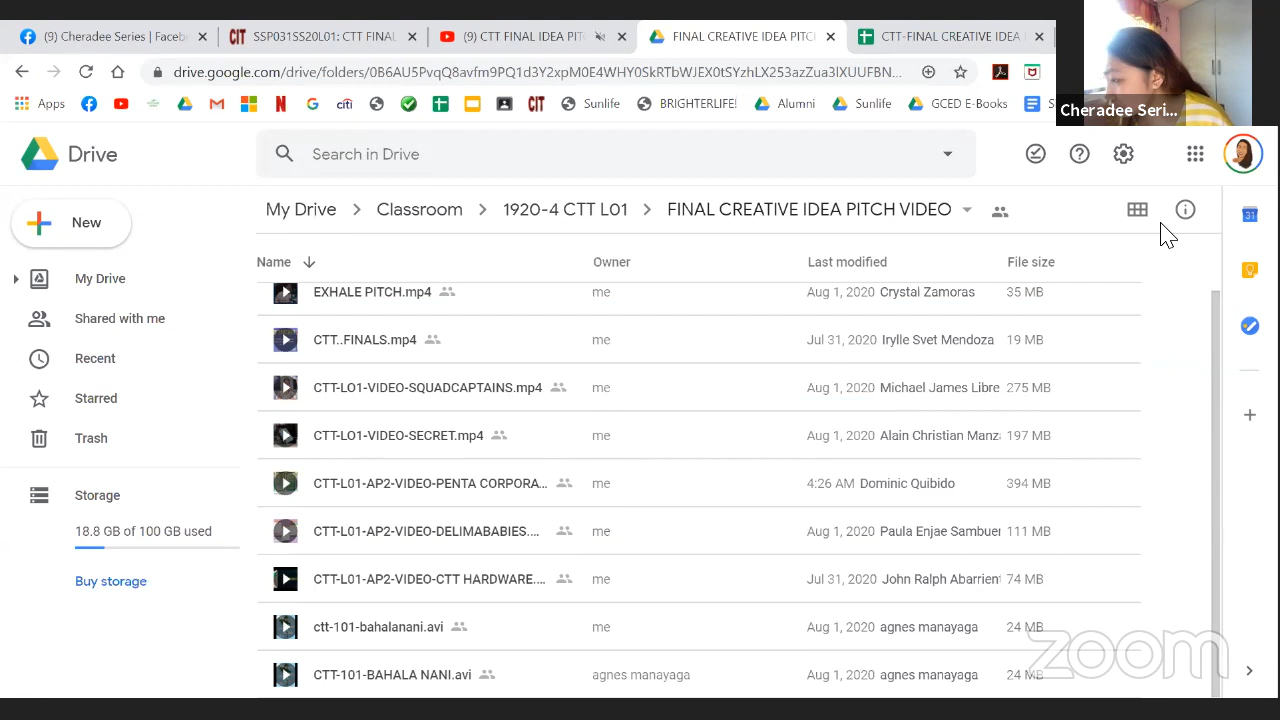 (9) Cheradee Series | Faceb
SSP031SS20L01: CTT FINAL
(9) CTT FINAL IDEA PIT
FINAL CREATIVE IDEA PITCH
CTT-FINAL CREATIVE IDEA
drive.google.com/drive/folders/0B6AU5PvqQ8avfm9PQ1d3Y2xpM0E4WHY0SkRTbWJEX0tSYzhLX253azZua3lXUUFBN...
Apps
citi
CIT
Sunlife
BRIGHTERLIFE!
Alumni
Sunlife
GCED E-Books
Cheradee Seri...
Drive
Search in Drive
New
My Drive > Classroom > 1920-4 CTT L01 > FINAL CREATIVE IDEA PITCH VIDEO
31
Name
Owner
Last modified
File size
My Drive
Shared with me
Recent
Starred
Trash
Storage
18.8 GB of 100 GB used
Buy storage
EXHALE PITCH.mp4 me Aug 1, 2020 Crystal Zamoras 35 MB
CTT..FINALS.mp4 me Jul 31, 2020 Irylle Svet Mendoza 19 MB
CTT-LO1-VIDEO-SQUADCAPTAINS.mp4 me Aug 1, 2020 Michael James Libre 275 MB
CTT-LO1-VIDEO-SECRET.mp4 me Aug 1, 2020 Alain Christian Manz 197 MB
CTT-L01-AP2-VIDEO-PENTA CORPORA... me 4:26 AM Dominic Quibido 394 MB
CTT-L01-AP2-VIDEO-DELIMABABIES.... me Aug 1, 2020 Paula Enjae Sambuer 111 MB
CTT-L01-AP2-VIDEO-CTT HARDWARE.... me Jul 31, 2020 John Ralph Abarrient 74 MB
ctt-101-bahalanani.avi me Aug 1, 2020 agnes manayaga 24 MB
CTT-101-BAHALA NANI.avi agnes manayaga Aug 1, 2020 agnes manayaga 24 MB
zoom